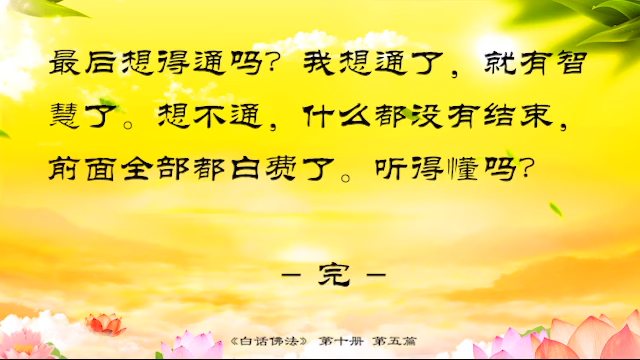 最后想得通吗？我想通了，就有智
慧了。想不通，什么都没有结束，
前面全部都白费了。听得懂吗？
- 完 -
《白话佛法》 第十册 第五篇